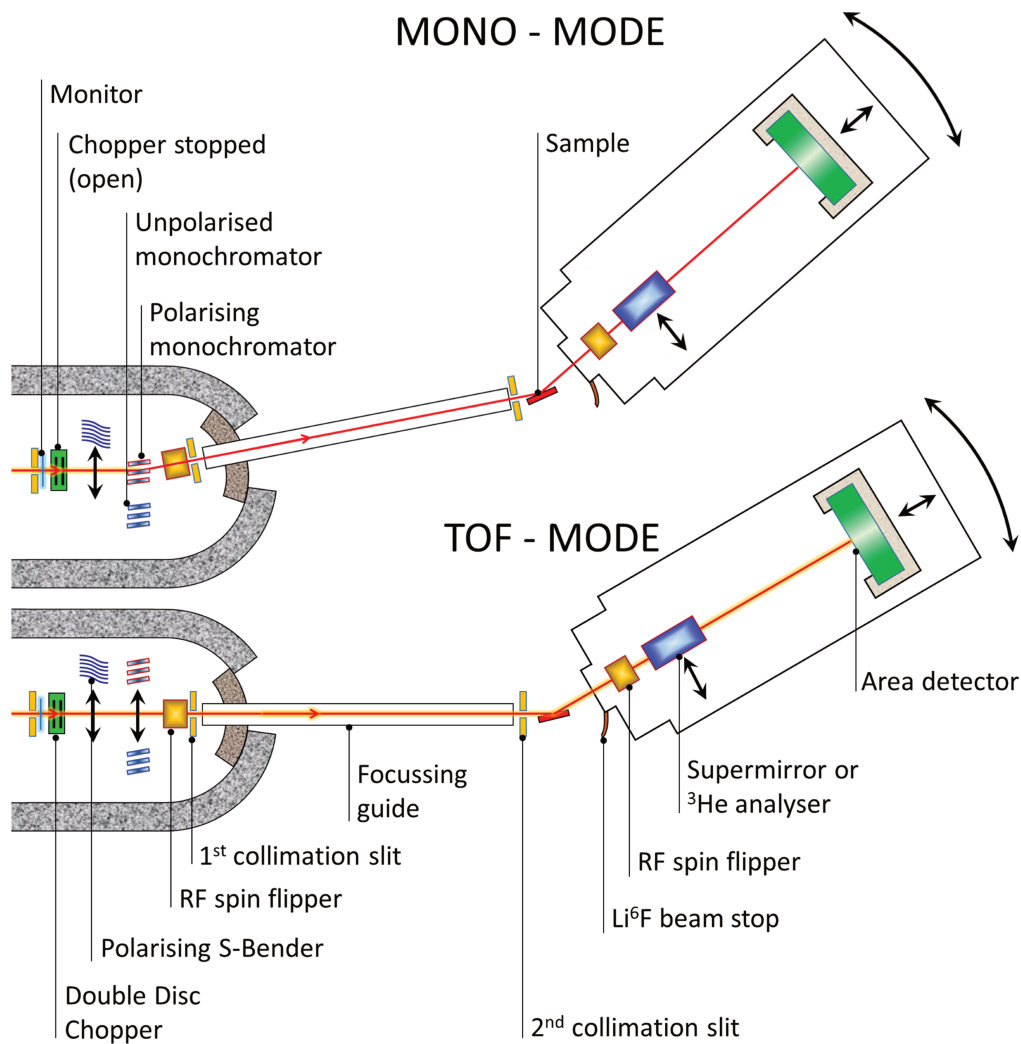 MONO - MODE
Monitor
Chopper stopped
(open)
Sample
Unpolarised
monochromator
Polarising
monochromator
TOF - MODE
Area detector
Focussing
guide
Supermirror or
³He analyser
1ˢᵗ collimation slit
RF spin flipper
RF spin flipper
Li⁶F beam stop
Polarising S-Bender
Double Disc
Chopper
2ⁿᵈ collimation slit